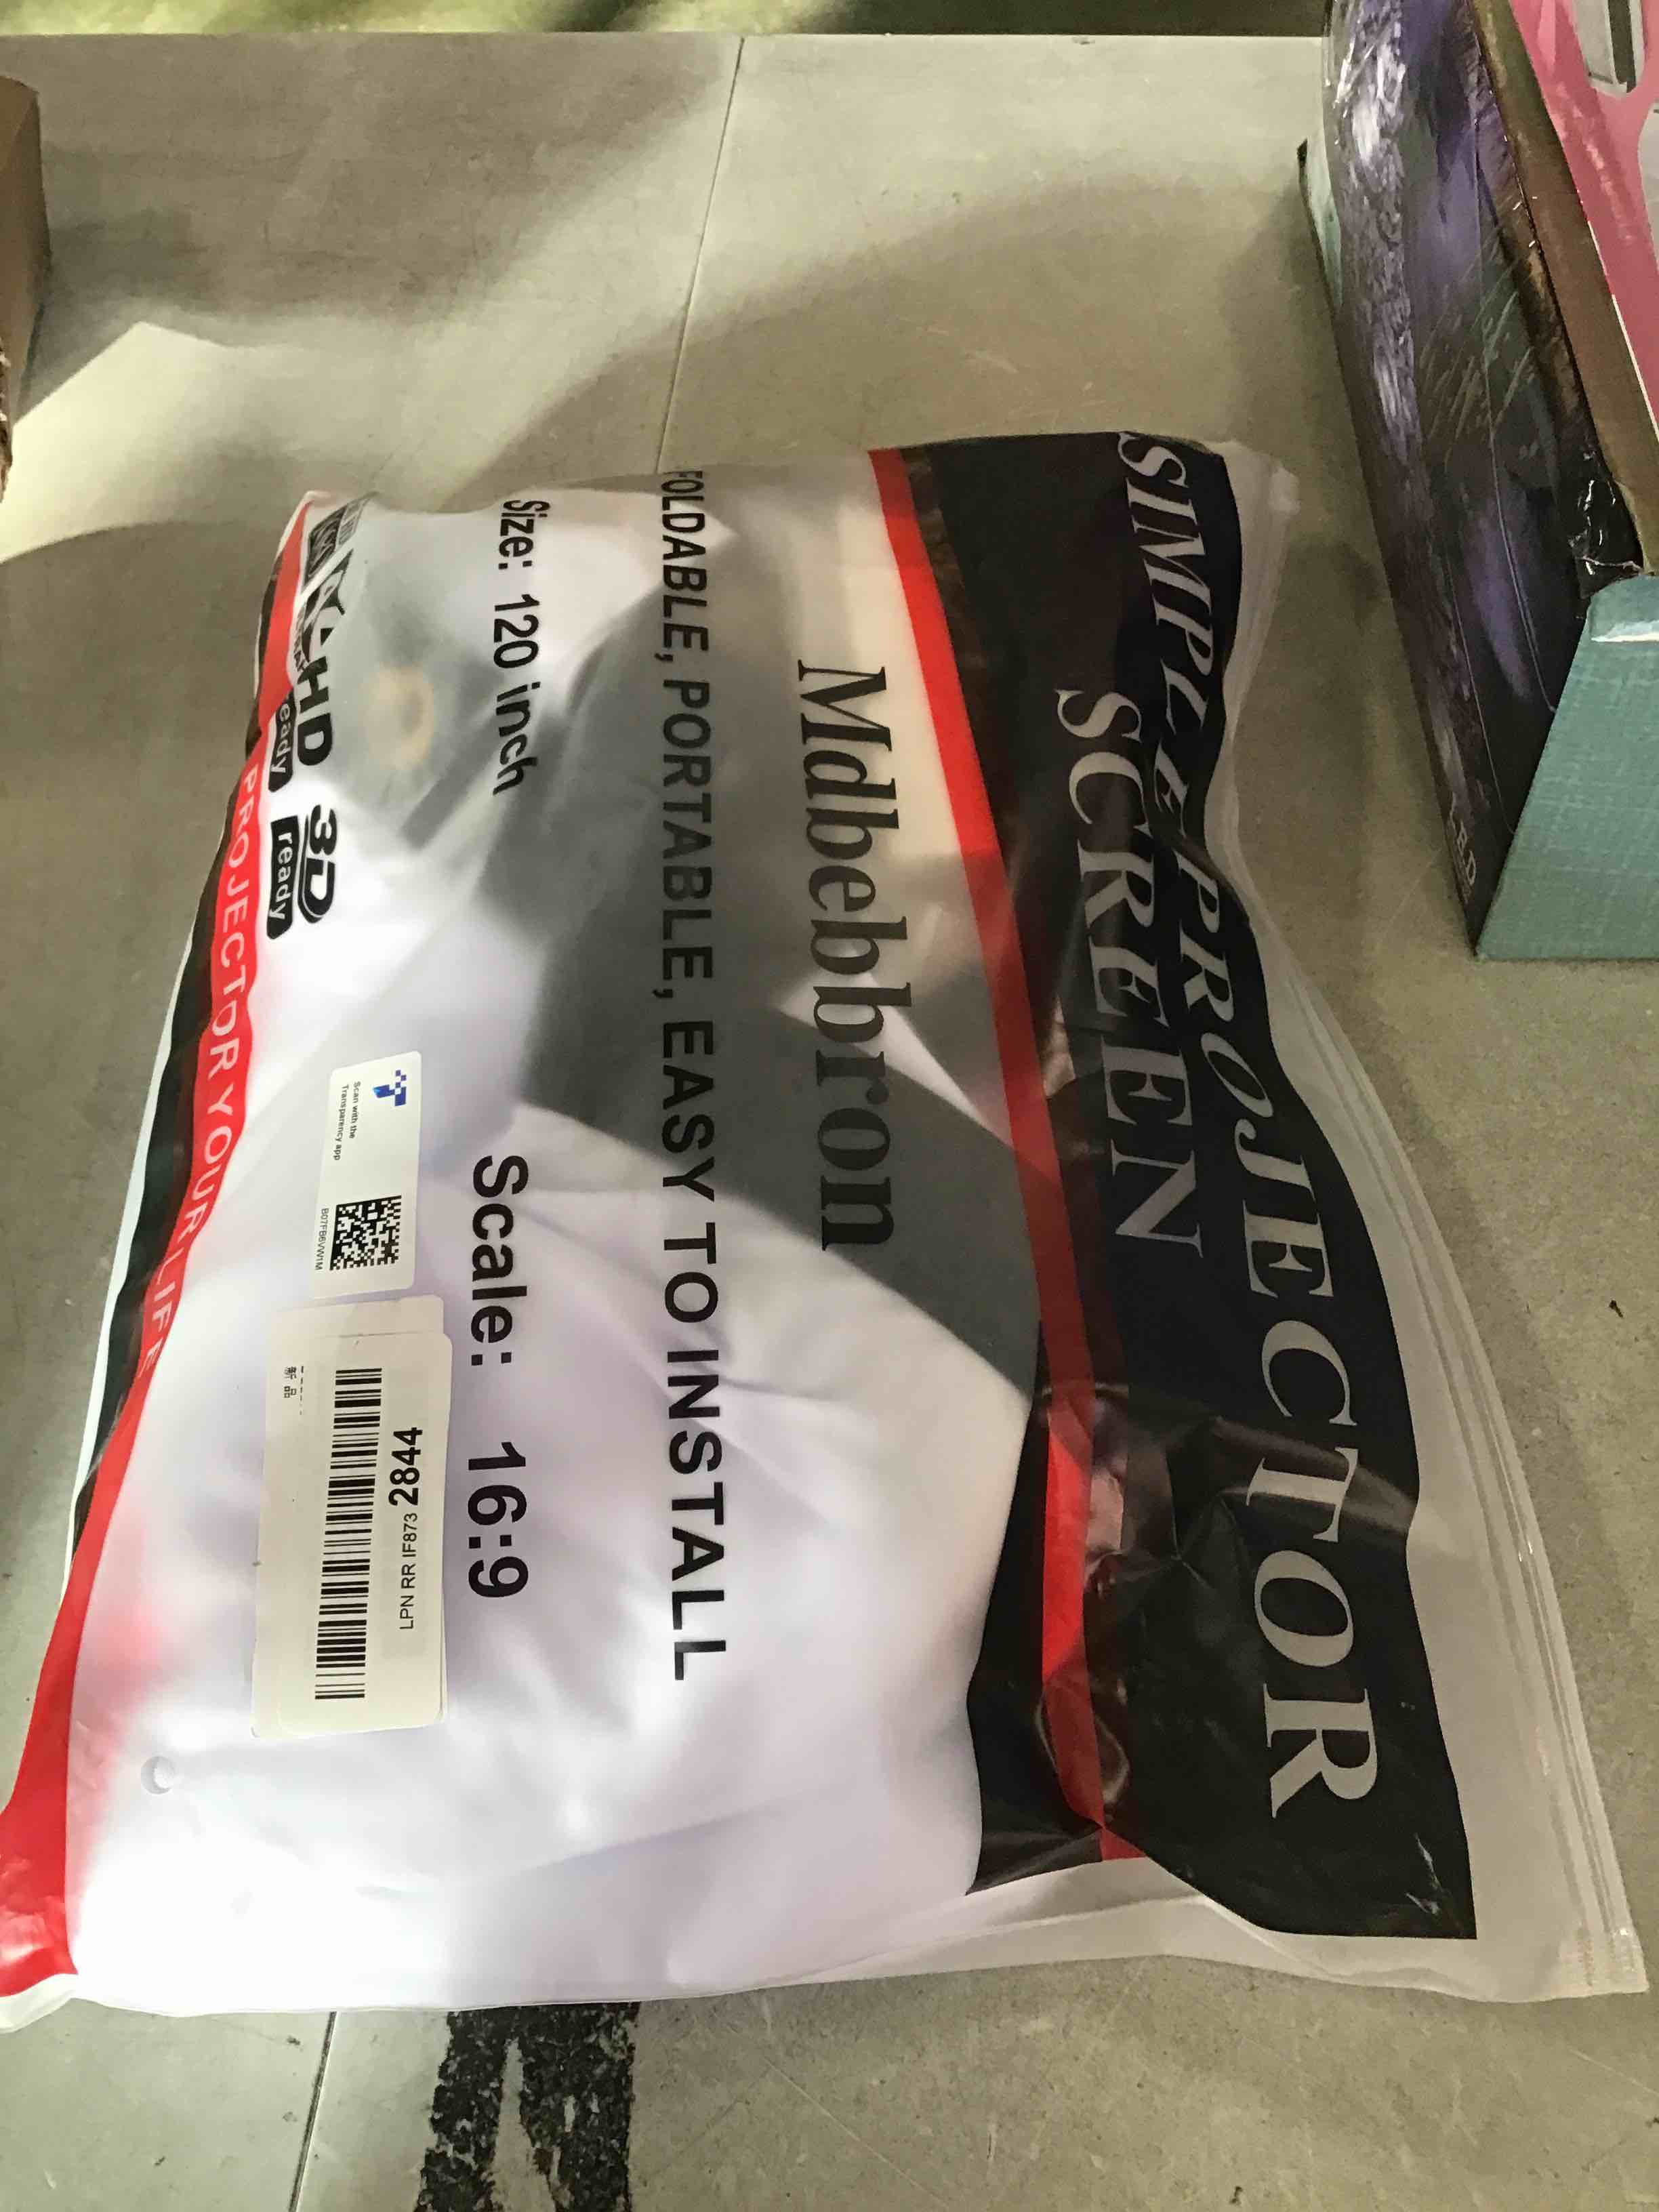 SIMPLE PROJECTOR
SCREEN
Mdbebbron
FOLDABLE, PORTABLE, EASY TO INSTALL
Size: 120 inch
Scale: 16:9
HD
ready
3D
ready
Scan with the
Transparency app
B07FB6VW1M
LPN RR IF873 2844
新品
PROJECTOR YOUR LIFE